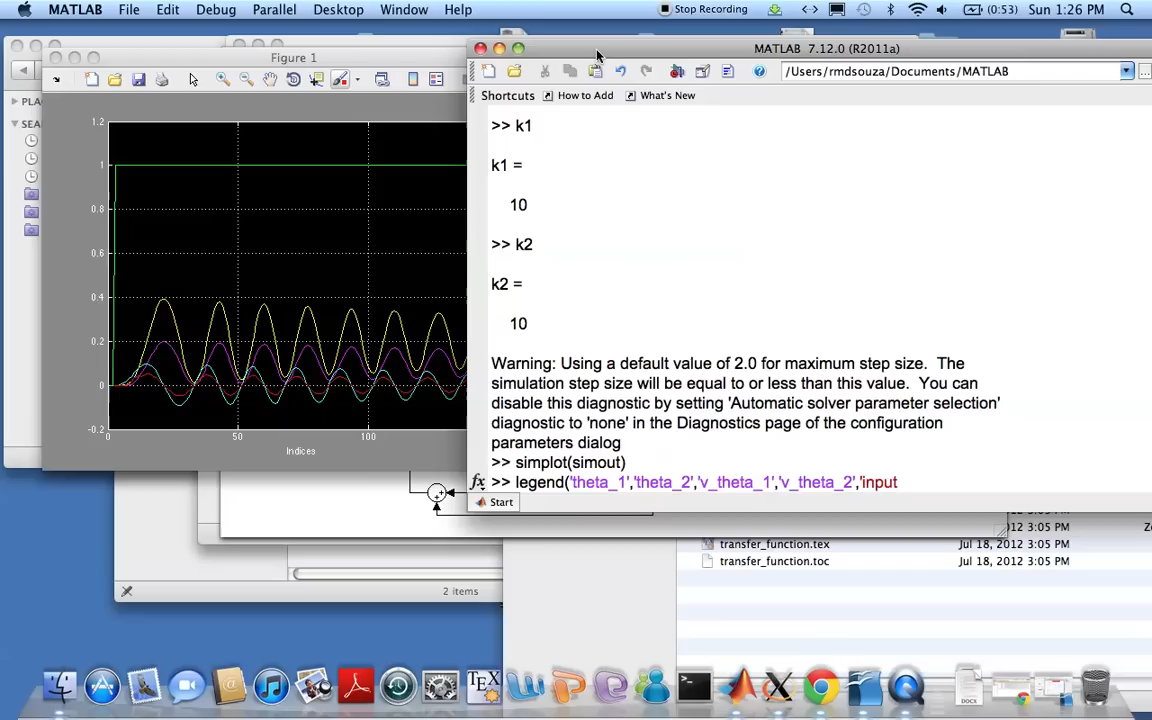 MATLAB File Edit Debug Parallel Desktop Window Help Stop Recording (0:53) Sun 1:26 PM
Figure 1
MATLAB 7.12.0 (R2011a)
/Users/rmdsouza/Documents/MATLAB
Shortcuts How to Add What's New
PLA
SEA
1.2
1
0.8
0.6
0.4
0.2
0
-0.2
0 50 100
Indices
>> k1
k1 =
10
>> k2
k2 =
10
Warning: Using a default value of 2.0 for maximum step size. The
simulation step size will be equal to or less than this value. You can
disable this diagnostic by setting 'Automatic solver parameter selection'
diagnostic to 'none' in the Diagnostics page of the configuration
parameters dialog
>> simplot(simout)
>> legend('theta_1','theta_2','v_theta_1','v_theta_2','input
Start
012 3:05 PM
transfer_function.tex Jul 18, 2012 3:05 PM
transfer_function.toc Jul 18, 2012 3:05 PM
2 items
TEX
DOCX